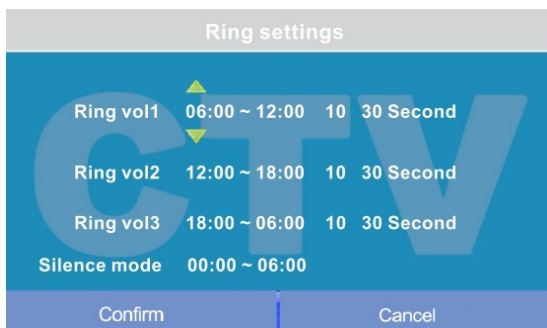 Ring settings
Ring vol1 06:00 ~ 12:00 10 30 Second
Ring vol2 12:00 ~ 18:00 10 30 Second
Ring vol3 18:00 ~ 06:00 10 30 Second
Silence mode 00:00 ~ 06:00
CTV
Confirm Cancel